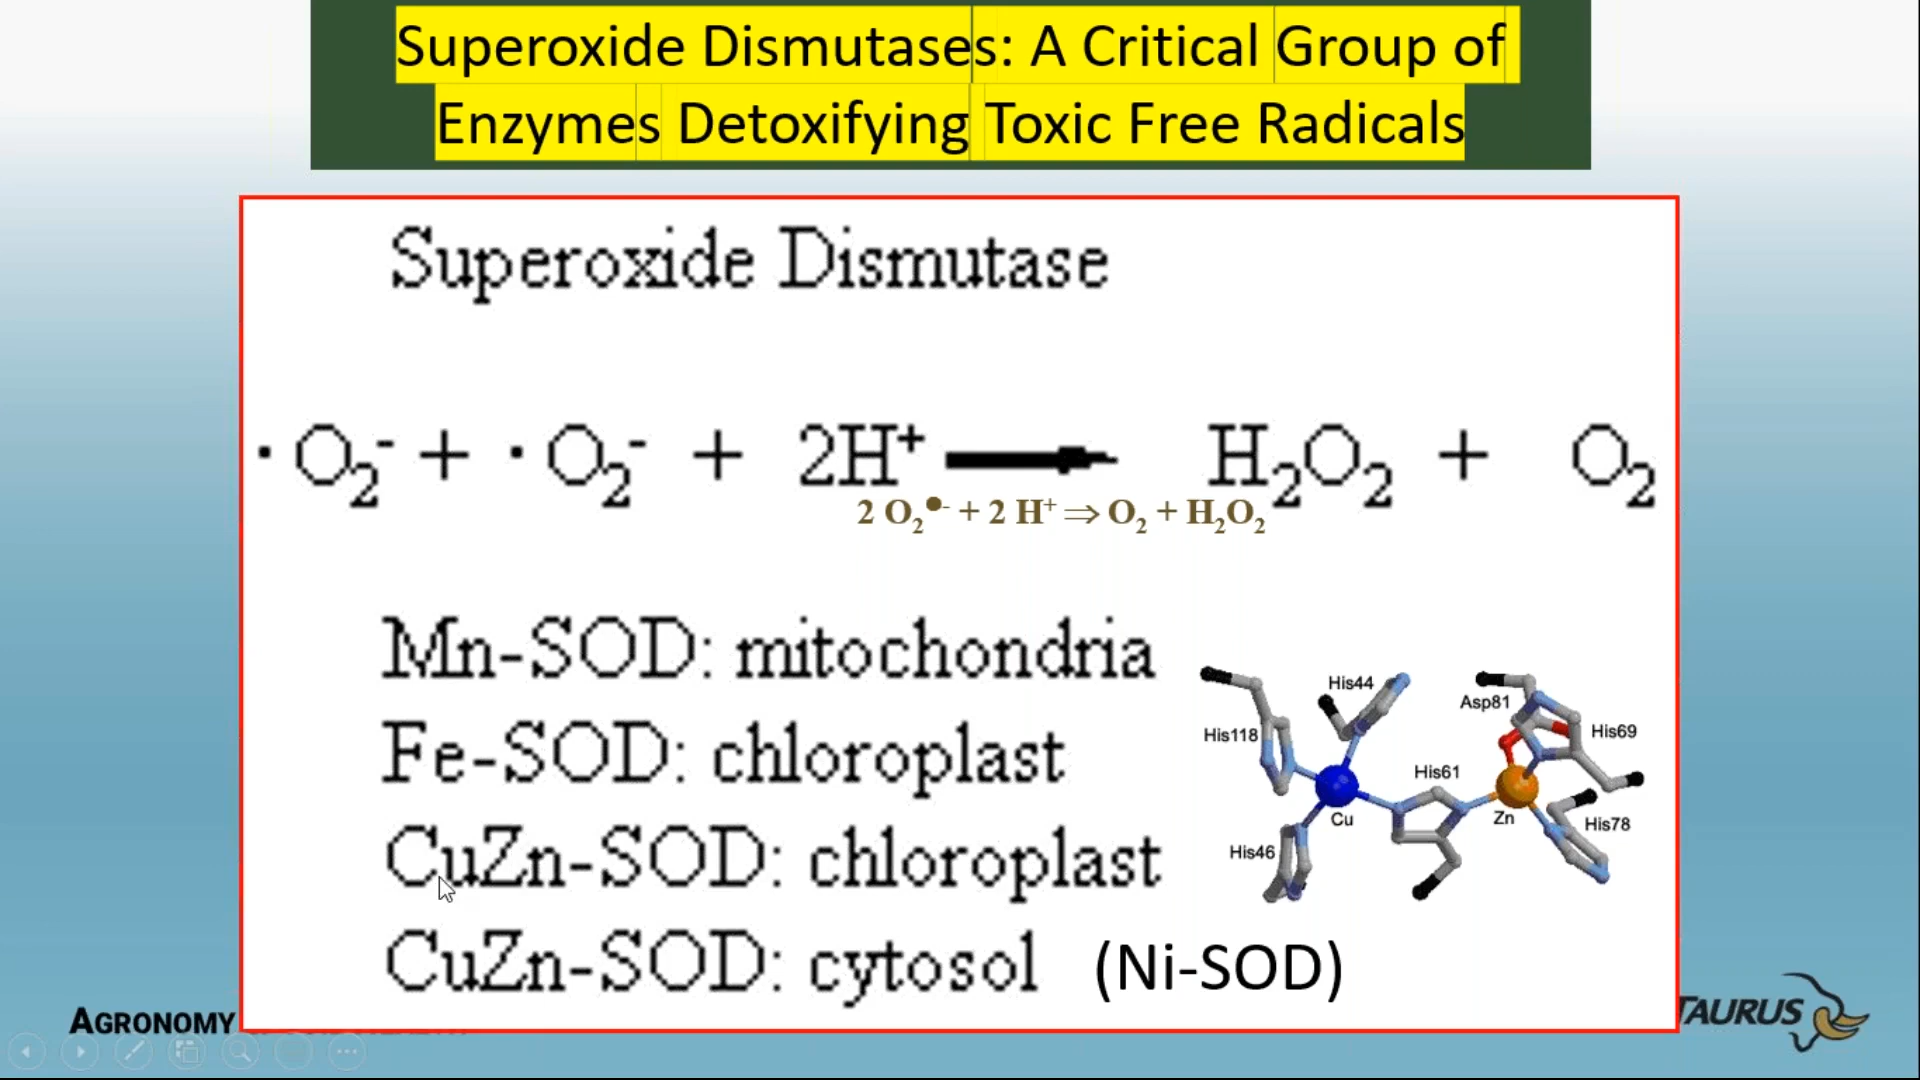 Superoxide Dismutases: A Critical Group of
Enzymes Detoxifying Toxic Free Radicals
Superoxide Dismutase
·O₂⁻ + ·O₂⁻ + 2H⁺ → H₂O₂ + O₂
2 O₂●⁻ + 2 H⁺ ⇒ O₂ + H₂O₂
Mn-SOD: mitochondria
Fe-SOD: chloroplast
CuZn-SOD: chloroplast
CuZn-SOD: cytosol (Ni-SOD)
His44
Asp81
His118
His69
His61
Cu
Zn
His78
His46
AGRONOMY
TAURUS